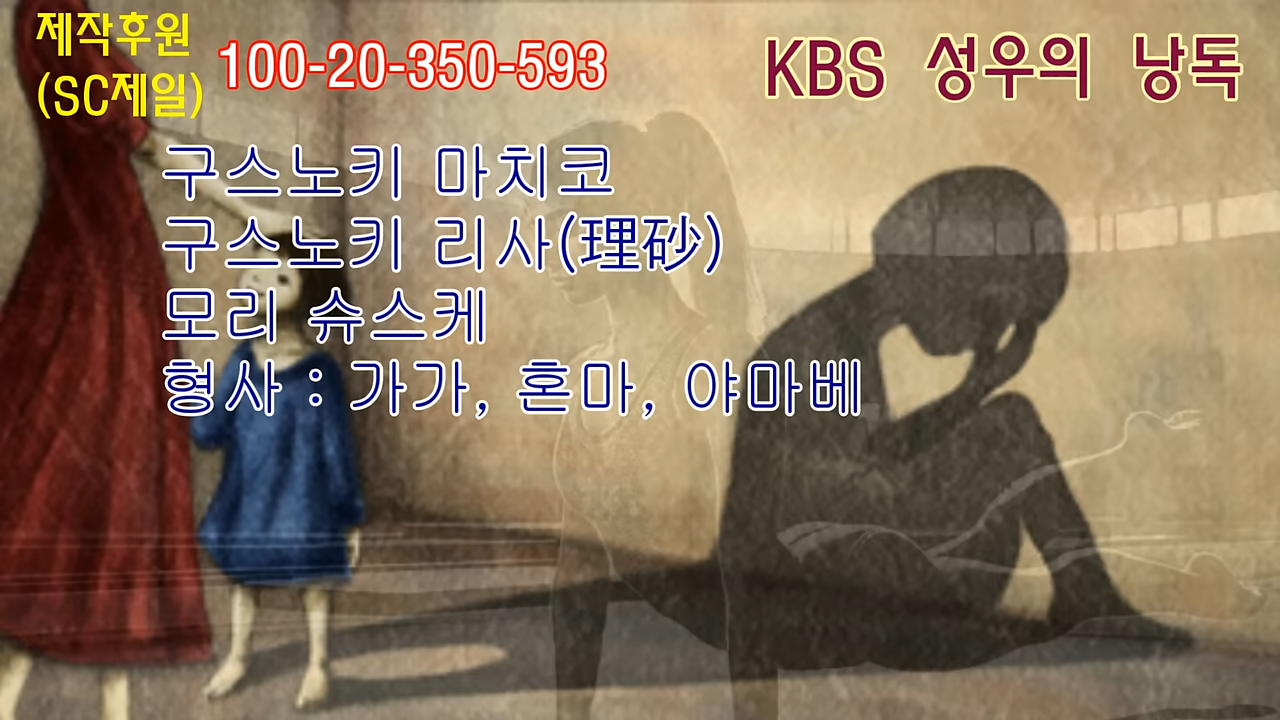 제작후원
(SC제일)
100-20-350-593
KBS 성우의 낭독
구스노키 마치코
구스노키 리사(理砂)
모리 슈스케
형사 : 가가, 혼마, 야마베